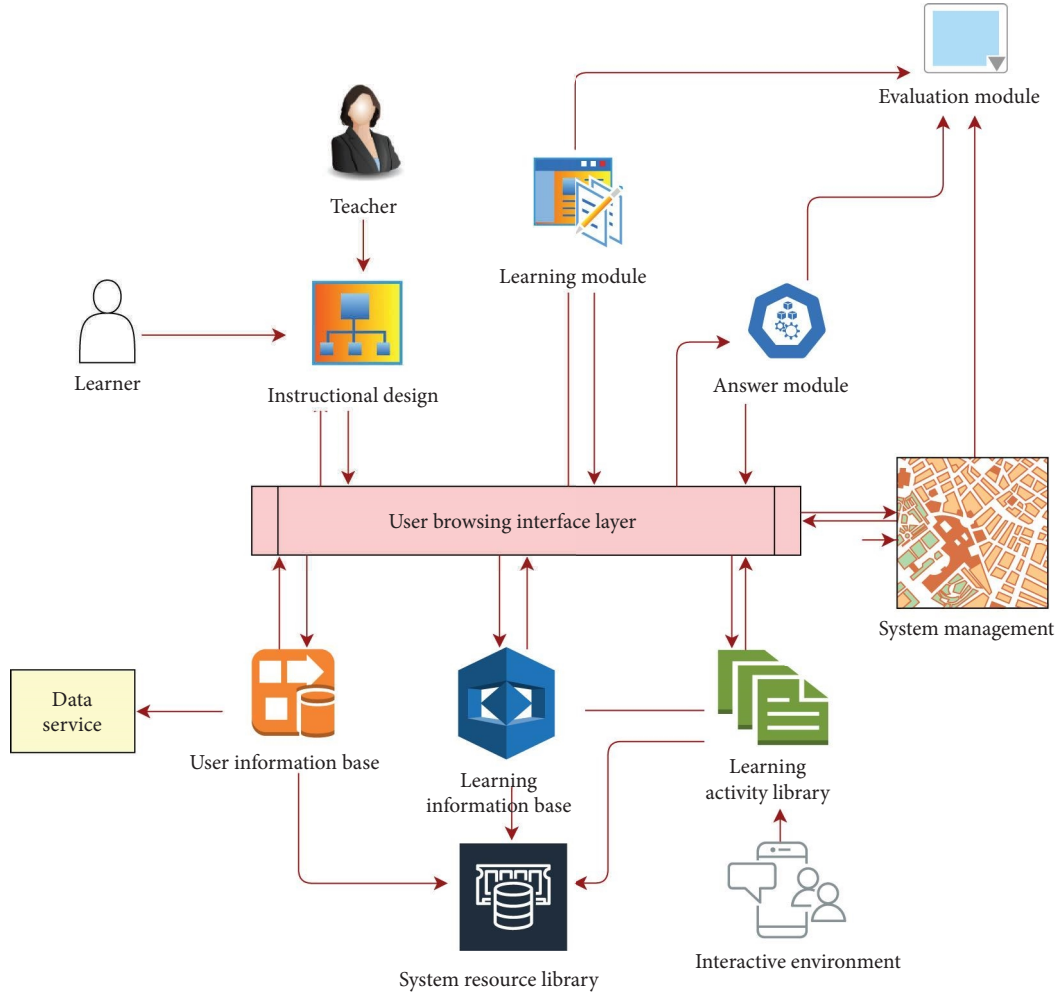 Evaluation module
Teacher
Learning module
Learner
Instructional design
Answer module
User browsing interface layer
System management
Data
service
User information base
Learning
information base
Learning
activity library
System resource library
Interactive environment